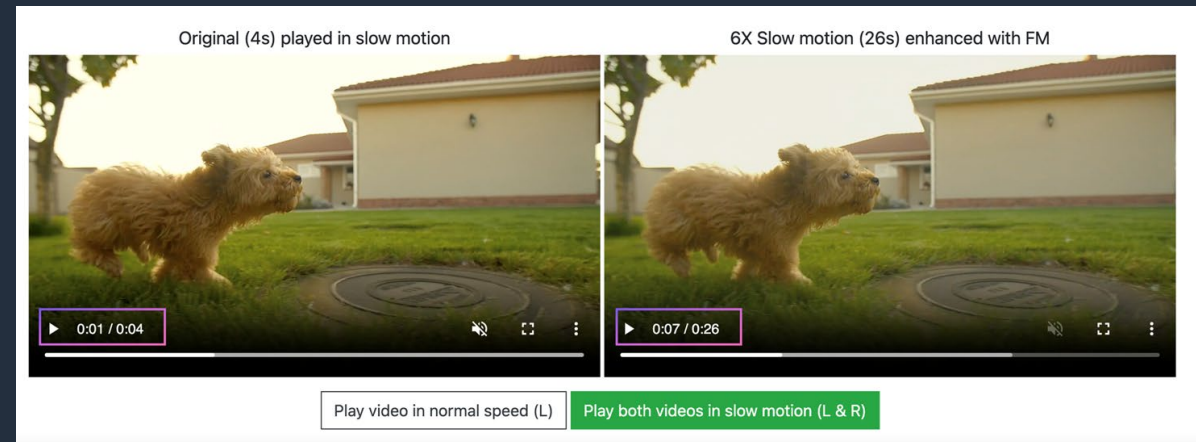 Original (4s) played in slow motion
6X Slow motion (26s) enhanced with FM
0:01 / 0:04
0:07 / 0:26
Play video in normal speed (L)
Play both videos in slow motion (L & R)